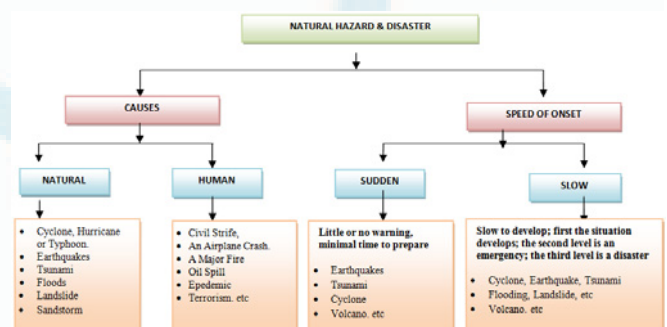 NATURAL HAZARD & DISASTER
CAUSES
SPEED OF ONSET
NATURAL
HUMAN
SUDDEN
SLOW
Cyclone, Hurricane
or Typhoon.
Earthquakes
Tsunami
Floods
Landslide
Sandstorm
Civil Strife,
An Airplane Crash.
A Major Fire
Oil Spill
Epedemic
Terrorism. etc
Little or no warning,
minimal time to prepare
Earthquakes
Tsunami
Cyclone
Volcano. etc
Slow to develop; first the situation
develops; the second level is an
emergency; the third level is a disaster
Cyclone, Earthquake, Tsunami
Flooding, Landslide, etc
Volcano. etc